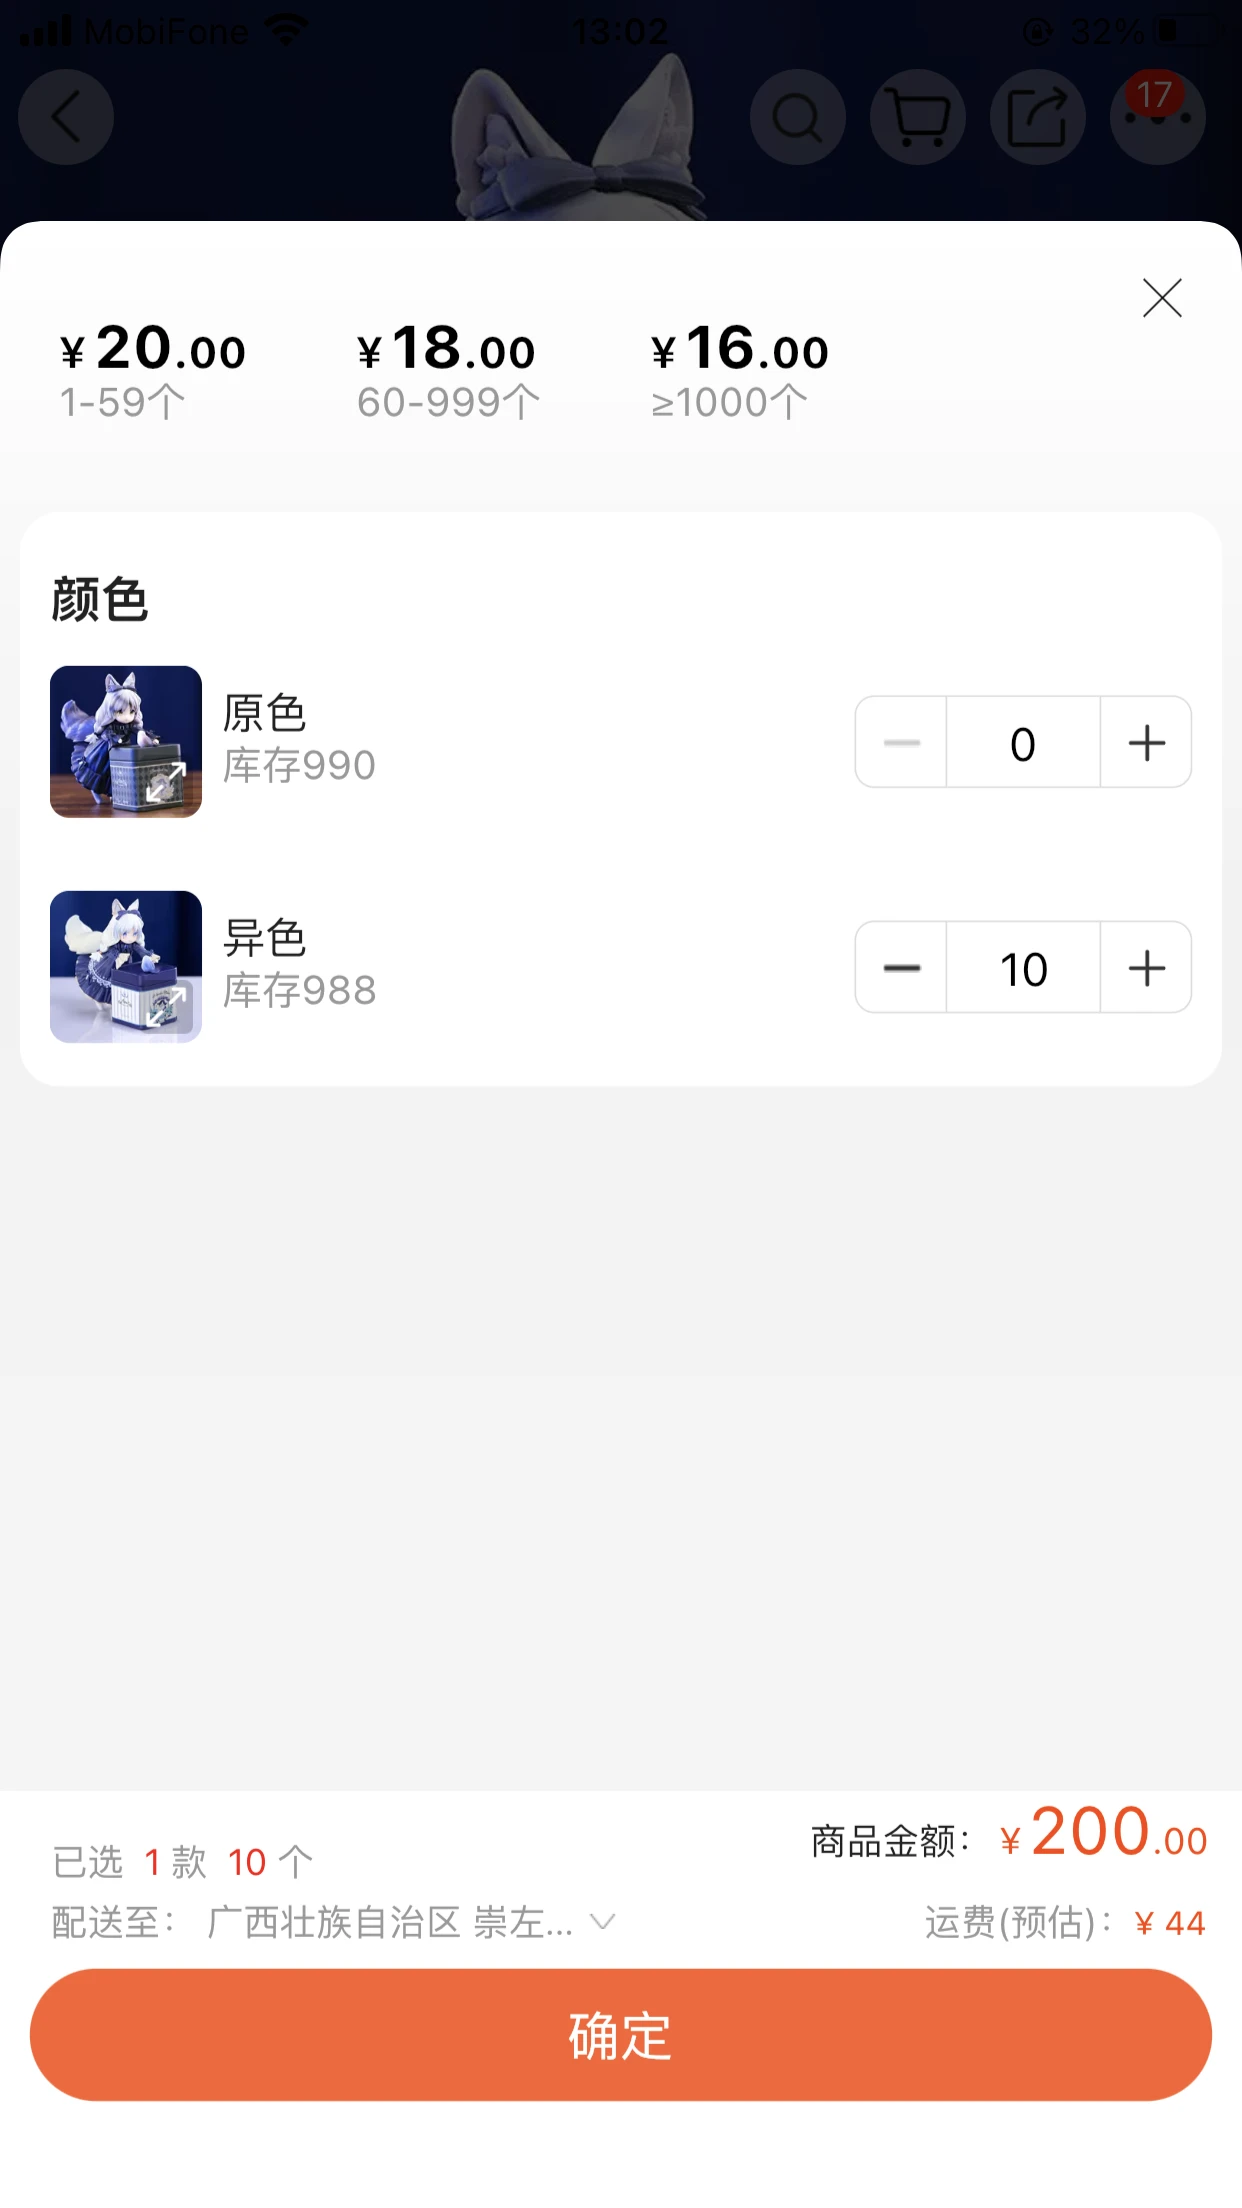 MobiFone 13:02 32%
17
¥20.00 ¥18.00 ¥16.00
1-59个 60-999个 ≥1000个
颜色
原色
库存990
0
异色
库存988
10
商品金额： ¥200.00
已选 1 款 10 个
配送至： 广西壮族自治区 崇左... 运费(预估)： ¥ 44
确定